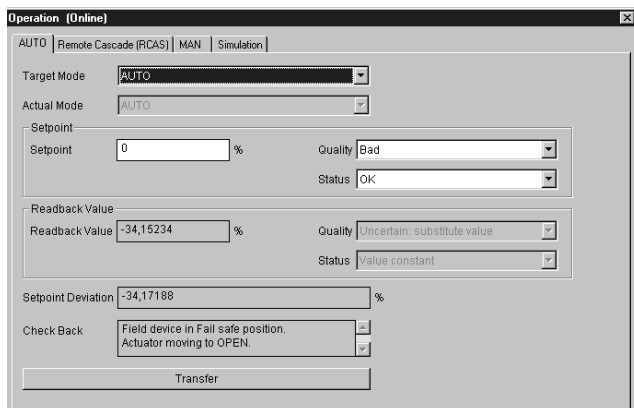 Operation (Online)
AUTO Remote Cascade (RCAS) MAN Simulation
Target Mode AUTO
Actual Mode AUTO
Setpoint
Setpoint 0 % Quality Bad
Status OK
Readback Value
Readback Value -34,15234 % Quality Uncertain: substitute value
Status Value constant
Setpoint Deviation -34,17188 %
Check Back Field device in Fail safe position.
Actuator moving to OPEN.
Transfer